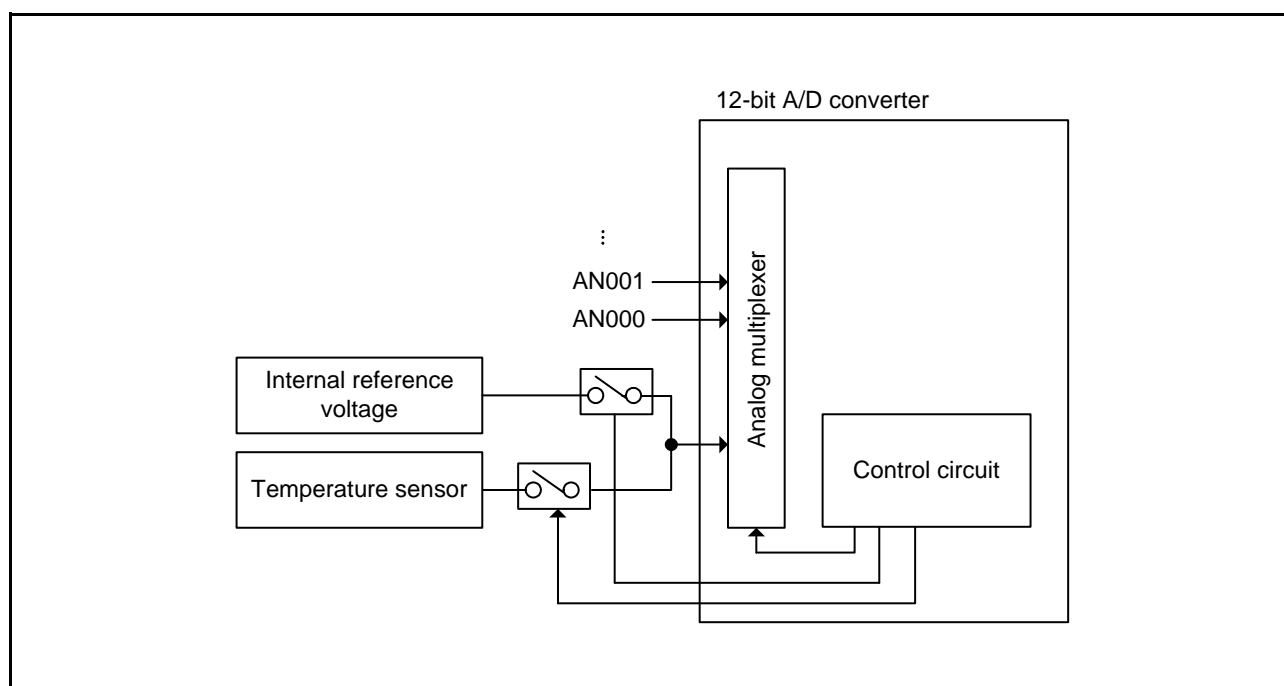 12-bit A/D converter
⋮
AN001
AN000
Analog multiplexer
Internal reference
voltage
Temperature sensor
Control circuit